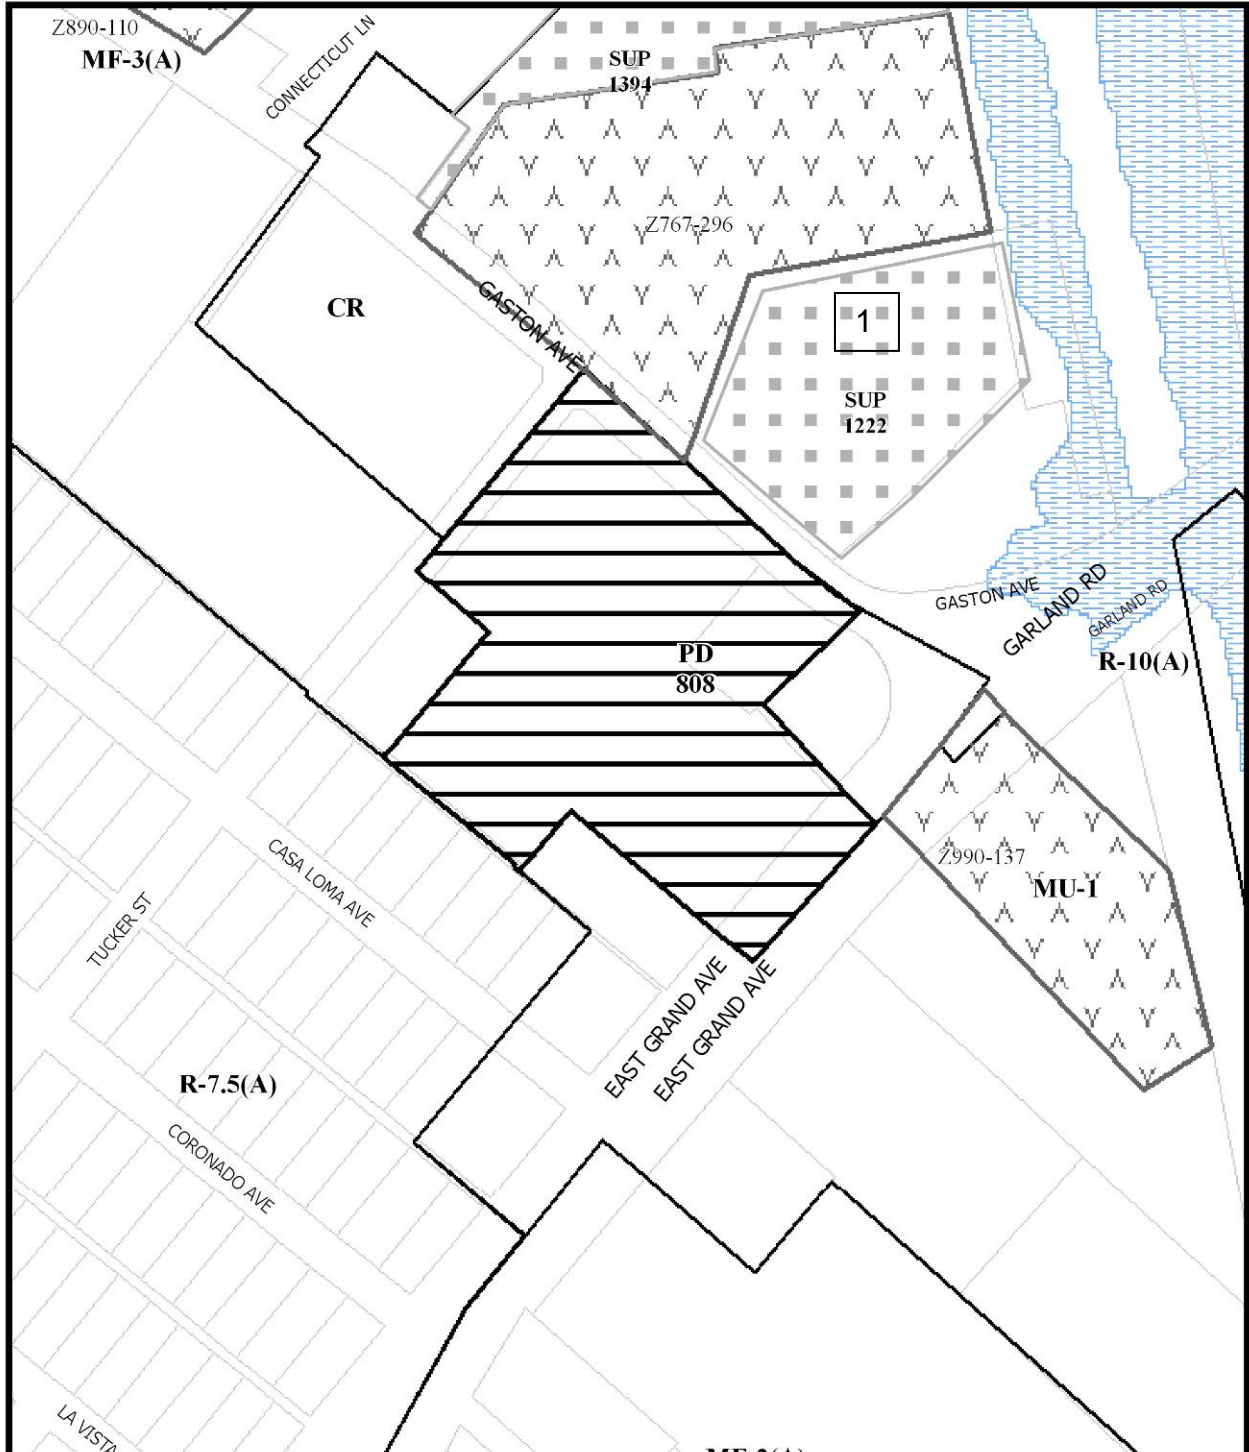 Z890-110
MF-3(A)
CONNECTICUT LN
SUP
1394
Z767-296
CR
GASTON AVE
1
SUP
1222
GASTON AVE
GARLAND RD
GARLAND RD
R-10(A)
PD
808
Z990-137
MU-1
CASA LOMA AVE
TUCKER ST
EAST GRAND AVE
EAST GRAND AVE
R-7.5(A)
CORONADO AVE
LA VISTA